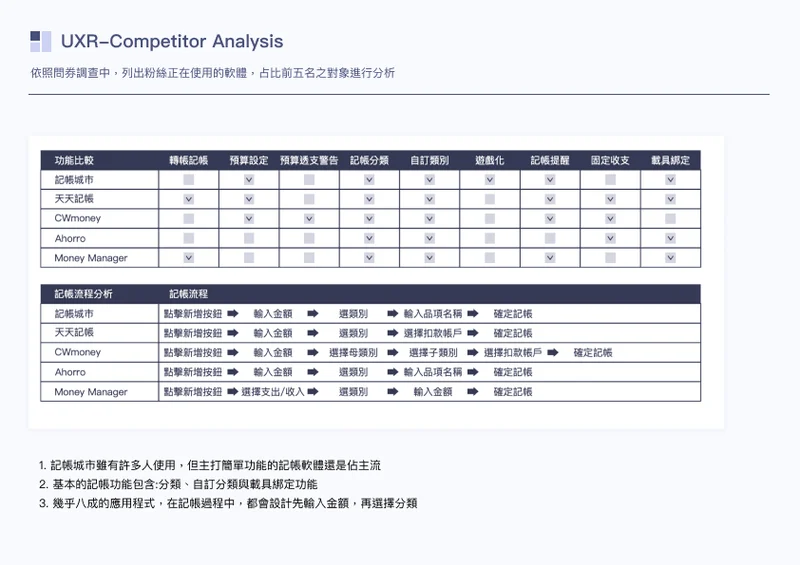 UXR-Competitor Analysis
依照問券調查中，列出粉絲正在使用的軟體，占比前五名之對象進行分析
功能比較 轉帳記帳 預算設定 預算透支警告 記帳分類 自訂類別 遊戲化 記帳提醒 固定收支 載具綁定
記帳城市
天天記帳
CWmoney
Ahorro
Money Manager
記帳流程分析 記帳流程
記帳城市 點擊新增按鈕 ➡ 輸入金額 ➡ 選類別 ➡ 輸入品項名稱 ➡ 確定記帳
天天記帳 點擊新增按鈕 ➡ 輸入金額 ➡ 選類別 ➡ 選擇扣款帳戶 ➡ 確定記帳
CWmoney 點擊新增按鈕 ➡ 輸入金額 ➡ 選擇母類別 ➡ 選擇子類別 ➡ 選擇扣款帳戶 ➡ 確定記帳
Ahorro 點擊新增按鈕 ➡ 輸入金額 ➡ 選類別 ➡ 輸入品項名稱 ➡ 確定記帳
Money Manager 點擊新增按鈕 ➡ 選擇支出/收入 ➡ 選類別 ➡ 輸入金額 ➡ 確定記帳
1. 記帳城市雖有許多人使用，但主打簡單功能的記帳軟體還是佔主流
2. 基本的記帳功能包含:分類、自訂分類與載具綁定功能
3. 幾乎八成的應用程式，在記帳過程中，都會設計先輸入金額，再選擇分類